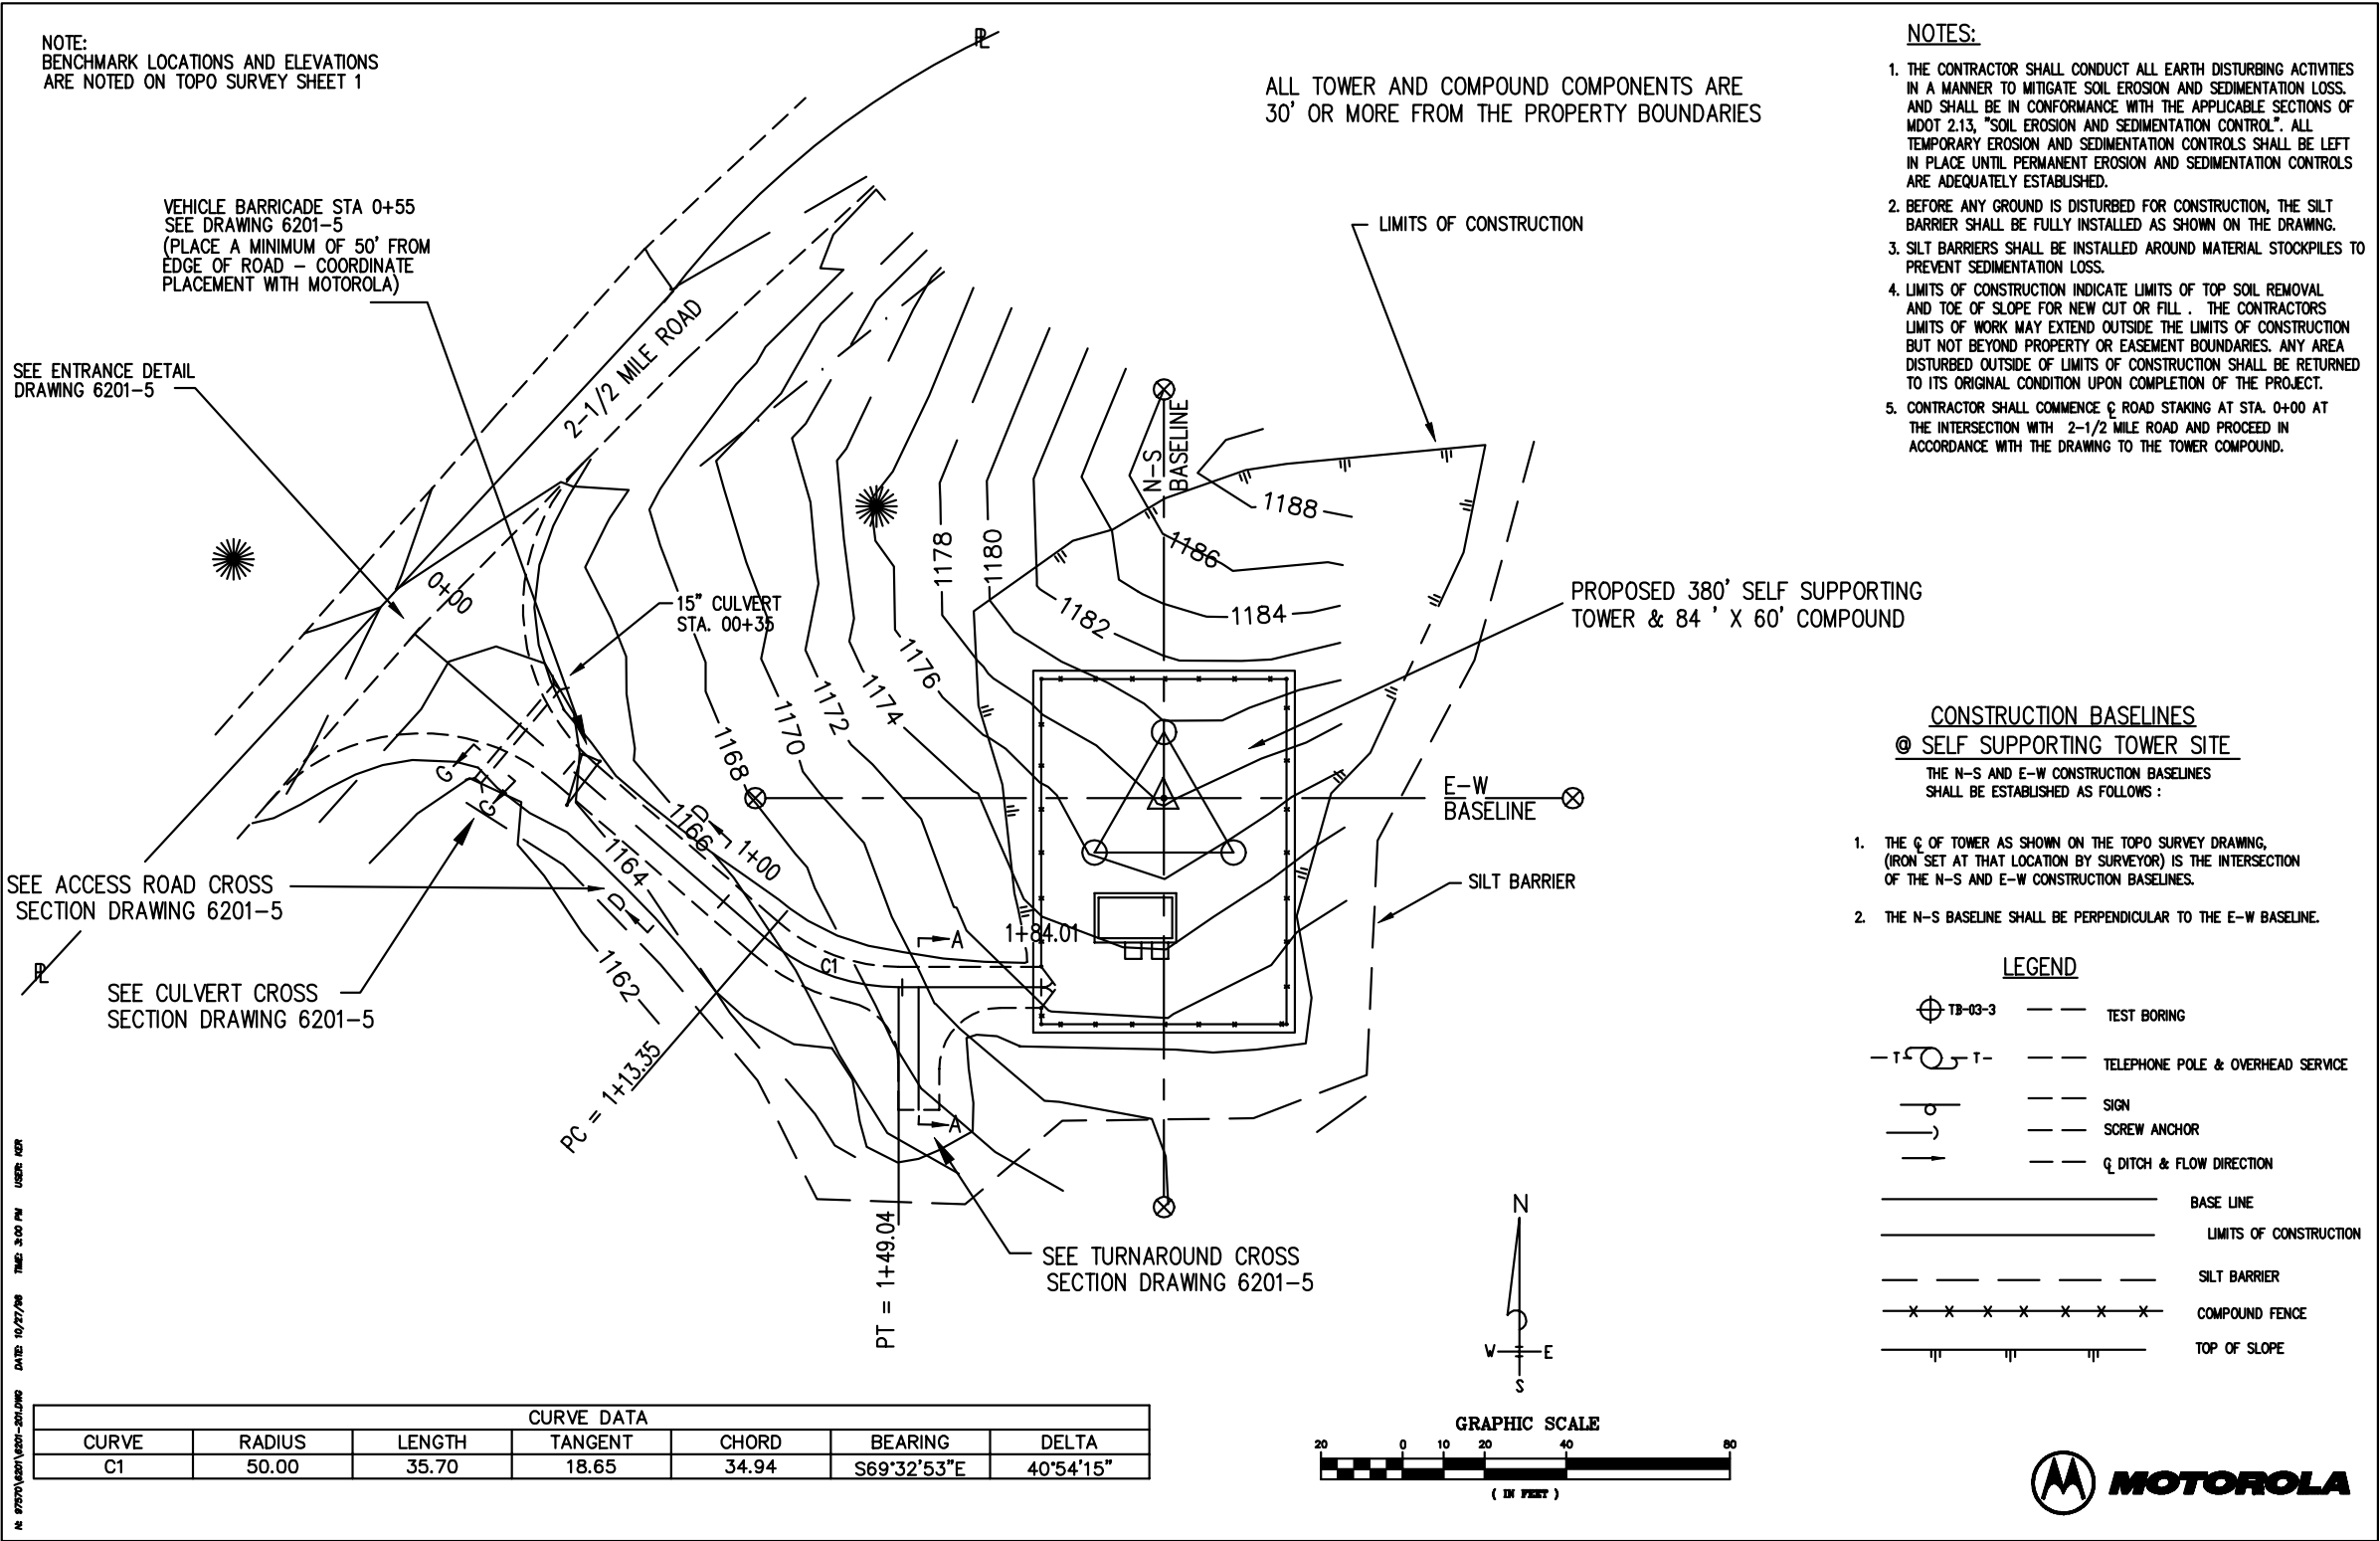 NOTE:
BENCHMARK LOCATIONS AND ELEVATIONS
ARE NOTED ON TOPO SURVEY SHEET 1
PL
ALL TOWER AND COMPOUND COMPONENTS ARE
30' OR MORE FROM THE PROPERTY BOUNDARIES
VEHICLE BARRICADE STA 0+55
SEE DRAWING 6201-5
(PLACE A MINIMUM OF 50' FROM
EDGE OF ROAD – COORDINATE
PLACEMENT WITH MOTOROLA)
LIMITS OF CONSTRUCTION
SEE ENTRANCE DETAIL
DRAWING 6201-5
2-1/2 MILE ROAD
N-S
BASELINE
0+00
15" CULVERT
STA. 00+35
1188
1186
1184
1182
1180
1178
1176
1174
1172
1170
1168
1166
1164
1162
PROPOSED 380' SELF SUPPORTING
TOWER & 84 ' X 60' COMPOUND
E-W
BASELINE
G
G
D
D
1+00
SEE ACCESS ROAD CROSS
SECTION DRAWING 6201-5
SILT BARRIER
1+84.01
A
A
C1
PL
SEE CULVERT CROSS
SECTION DRAWING 6201-5
PC = 1+13.35
PT = 1+49.04
SEE TURNAROUND CROSS
SECTION DRAWING 6201-5
N
W E
S
GRAPHIC SCALE
20 0 10 20 40 80
( IN FEET )
CURVE DATA
CURVE RADIUS LENGTH TANGENT CHORD BEARING DELTA
C1 50.00 35.70 18.65 34.94 S69°32'53"E 40°54'15"
NOTES:
1. THE CONTRACTOR SHALL CONDUCT ALL EARTH DISTURBING ACTIVITIES
IN A MANNER TO MITIGATE SOIL EROSION AND SEDIMENTATION LOSS.
AND SHALL BE IN CONFORMANCE WITH THE APPLICABLE SECTIONS OF
MDOT 2.13, "SOIL EROSION AND SEDIMENTATION CONTROL". ALL
TEMPORARY EROSION AND SEDIMENTATION CONTROLS SHALL BE LEFT
IN PLACE UNTIL PERMANENT EROSION AND SEDIMENTATION CONTROLS
ARE ADEQUATELY ESTABLISHED.
2. BEFORE ANY GROUND IS DISTURBED FOR CONSTRUCTION, THE SILT
BARRIER SHALL BE FULLY INSTALLED AS SHOWN ON THE DRAWING.
3. SILT BARRIERS SHALL BE INSTALLED AROUND MATERIAL STOCKPILES TO
PREVENT SEDIMENTATION LOSS.
4. LIMITS OF CONSTRUCTION INDICATE LIMITS OF TOP SOIL REMOVAL
AND TOE OF SLOPE FOR NEW CUT OR FILL . THE CONTRACTORS
LIMITS OF WORK MAY EXTEND OUTSIDE THE LIMITS OF CONSTRUCTION
BUT NOT BEYOND PROPERTY OR EASEMENT BOUNDARIES. ANY AREA
DISTURBED OUTSIDE OF LIMITS OF CONSTRUCTION SHALL BE RETURNED
TO ITS ORIGINAL CONDITION UPON COMPLETION OF THE PROJECT.
5. CONTRACTOR SHALL COMMENCE ℄ ROAD STAKING AT STA. 0+00 AT
THE INTERSECTION WITH 2-1/2 MILE ROAD AND PROCEED IN
ACCORDANCE WITH THE DRAWING TO THE TOWER COMPOUND.
CONSTRUCTION BASELINES
@ SELF SUPPORTING TOWER SITE
THE N-S AND E-W CONSTRUCTION BASELINES
SHALL BE ESTABLISHED AS FOLLOWS :
1. THE ℄ OF TOWER AS SHOWN ON THE TOPO SURVEY DRAWING,
(IRON SET AT THAT LOCATION BY SURVEYOR) IS THE INTERSECTION
OF THE N-S AND E-W CONSTRUCTION BASELINES.
2. THE N-S BASELINE SHALL BE PERPENDICULAR TO THE E-W BASELINE.
LEGEND
TB-03-3 TEST BORING
T T TELEPHONE POLE & OVERHEAD SERVICE
SIGN
SCREW ANCHOR
℄ DITCH & FLOW DIRECTION
BASE LINE
LIMITS OF CONSTRUCTION
SILT BARRIER
COMPOUND FENCE
TOP OF SLOPE
MOTOROLA
N: 97570\6201\6201-201.DWG DATE: 10/27/98 TIME: 3:00 PM USER: KER